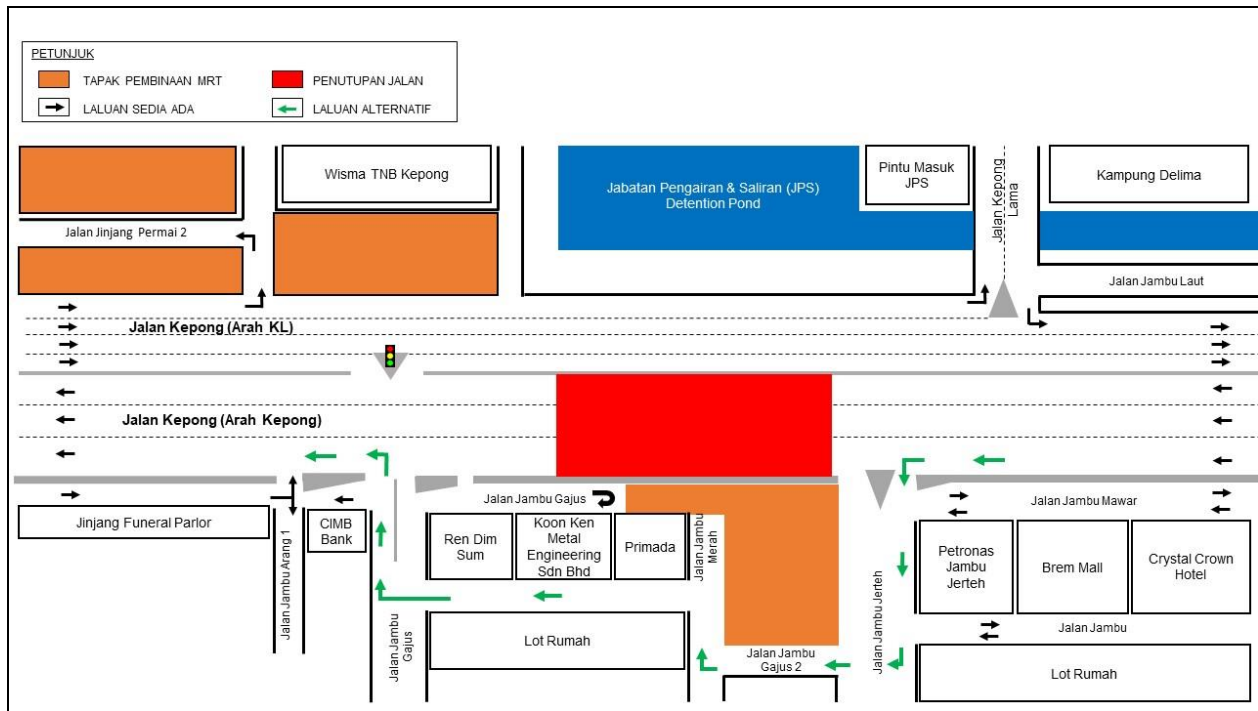 PETUNJUK
TAPAK PEMBINAAN MRT
PENUTUPAN JALAN
LALUAN SEDIA ADA
LALUAN ALTERNATIF
Wisma TNB Kepong
Jabatan Pengairan & Saliran (JPS)
Detention Pond
Pintu Masuk
JPS
Jalan Kepong
Lama
Kampung Delima
Jalan Jinjang Permai 2
Jalan Jambu Laut
Jalan Kepong (Arah KL)
Jalan Kepong (Arah Kepong)
Jalan Jambu Gajus
Jalan Jambu Mawar
Jinjang Funeral Parlor
Jalan Jambu Arang 1
CIMB
Bank
Ren Dim
Sum
Koon Ken
Metal
Engineering
Sdn Bhd
Primada
Jalan Jambu
Merah
Jalan Jambu Jerteh
Petronas
Jambu
Jerteh
Brem Mall
Crystal Crown
Hotel
Jalan Jambu
Gajus
Lot Rumah
Jalan Jambu
Gajus 2
Jalan Jambu
Lot Rumah